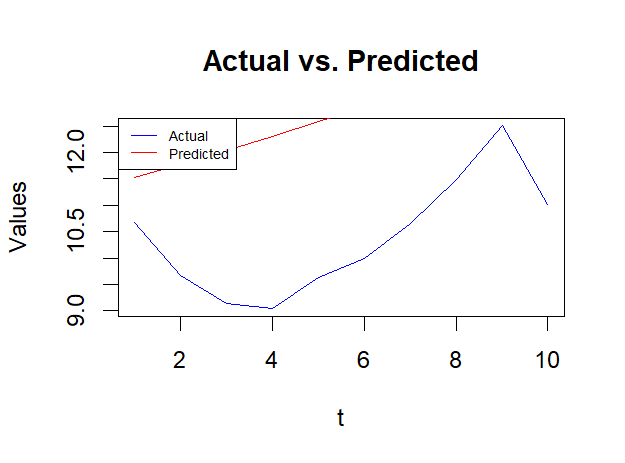 Actual vs. Predicted
Actual
Predicted
Values
12.0
10.5
9.0
2 4 6 8 10
t